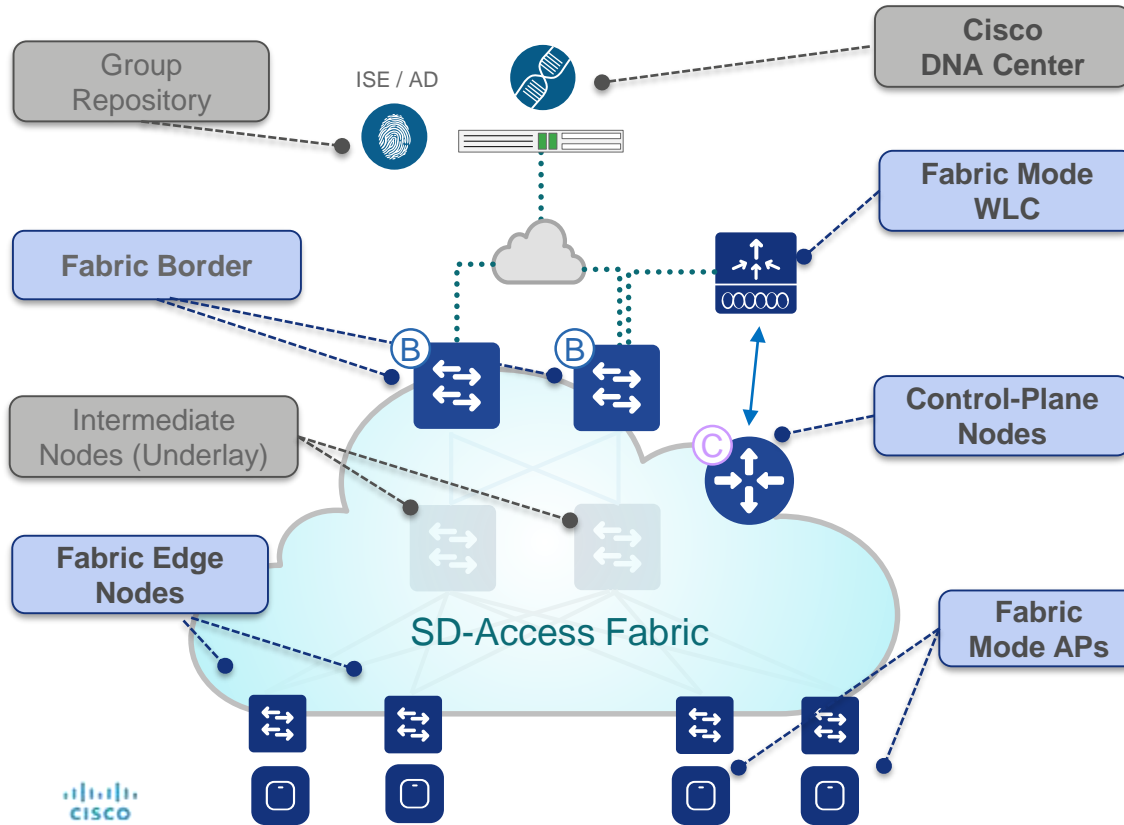 Group
Repository
ISE / AD
Cisco
DNA Center
Fabric Mode
WLC
Fabric Border
B
B
Intermediate
Nodes (Underlay)
Control-Plane
Nodes
C
Fabric Edge
Nodes
SD-Access Fabric
Fabric
Mode APs
CISCO